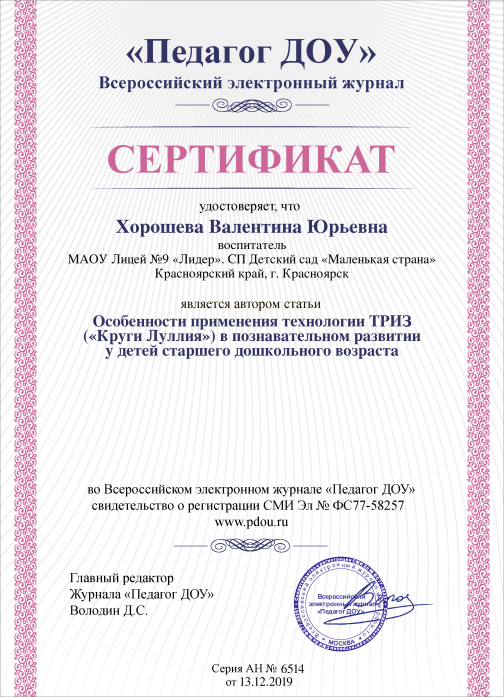 «Педагог ДОУ»
Всероссийский электронный журнал
СЕРТИФИКАТ
удостоверяет, что
Хорошева Валентина Юрьевна
воспитатель
МАОУ Лицей №9 «Лидер». СП Детский сад «Маленькая страна»
Красноярский край, г. Красноярск
является автором статьи
Особенности применения технологии ТРИЗ
(«Круги Луллия») в познавательном развитии
у детей старшего дошкольного возраста
во Всероссийском электронном журнале «Педагог ДОУ»
свидетельство о регистрации СМИ Эл № ФС77-58257
www.pdou.ru
Главный редактор
Журнала «Педагог ДОУ»
Володин Д.С.
Всероссийский
электронный журнал
«Педагог ДОУ»
МОСКВА
Серия АН № 6514
от 13.12.2019